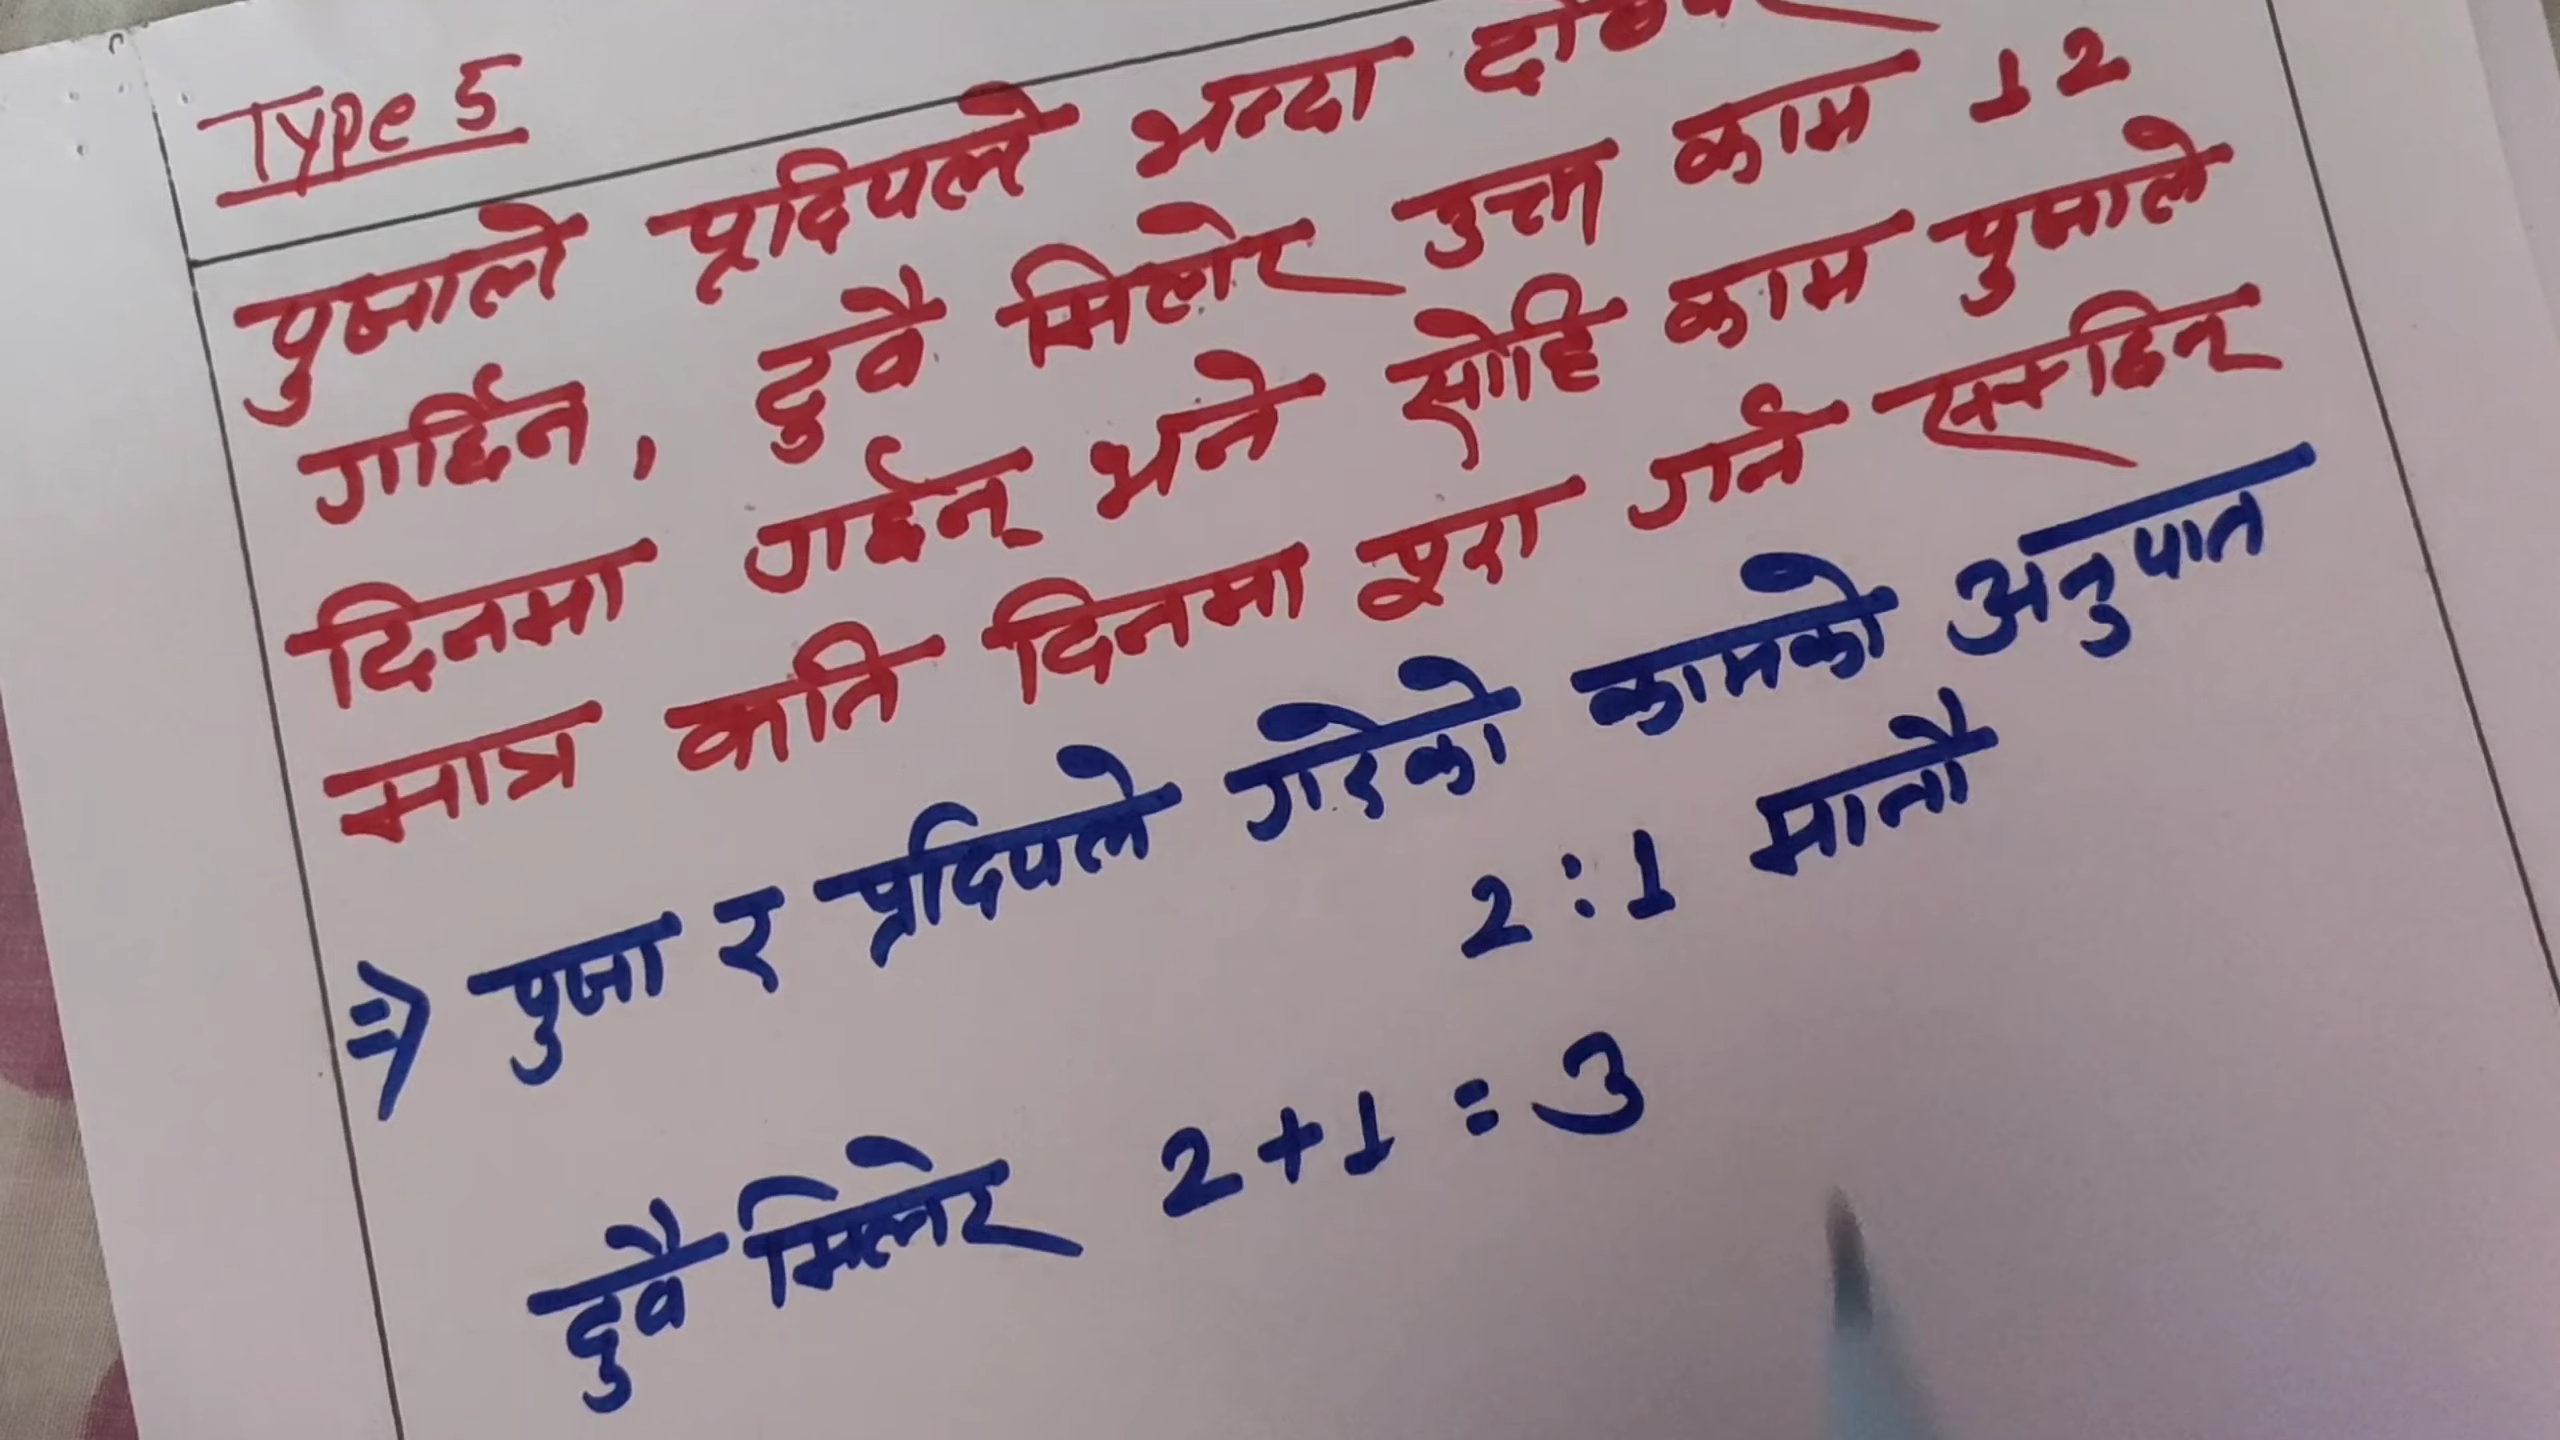 Type 5
पुजाले प्रदिपले भन्दा
गर्छिन, दुवै मिलेर उक्त काम 12
दिनमा गर्छन् भने सोहि काम पुजाले
मात्र कति दिनमा पूरा गर्न सक्छिन्
⇒ पुजा र प्रदिपले गरेको कामको अनुपात
2:1 मानौ
दुवै मिलेर 2+1=3